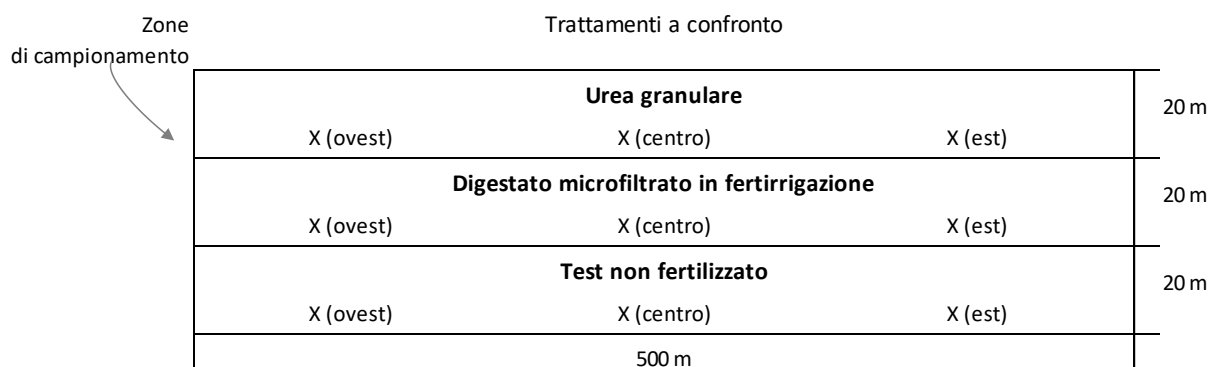 Zone
di campionamento
Trattamenti a confronto
Urea granulare
20 m
X (ovest) X (centro) X (est)
Digestato microfiltrato in fertirrigazione
20 m
X (ovest) X (centro) X (est)
Test non fertilizzato
20 m
X (ovest) X (centro) X (est)
500 m